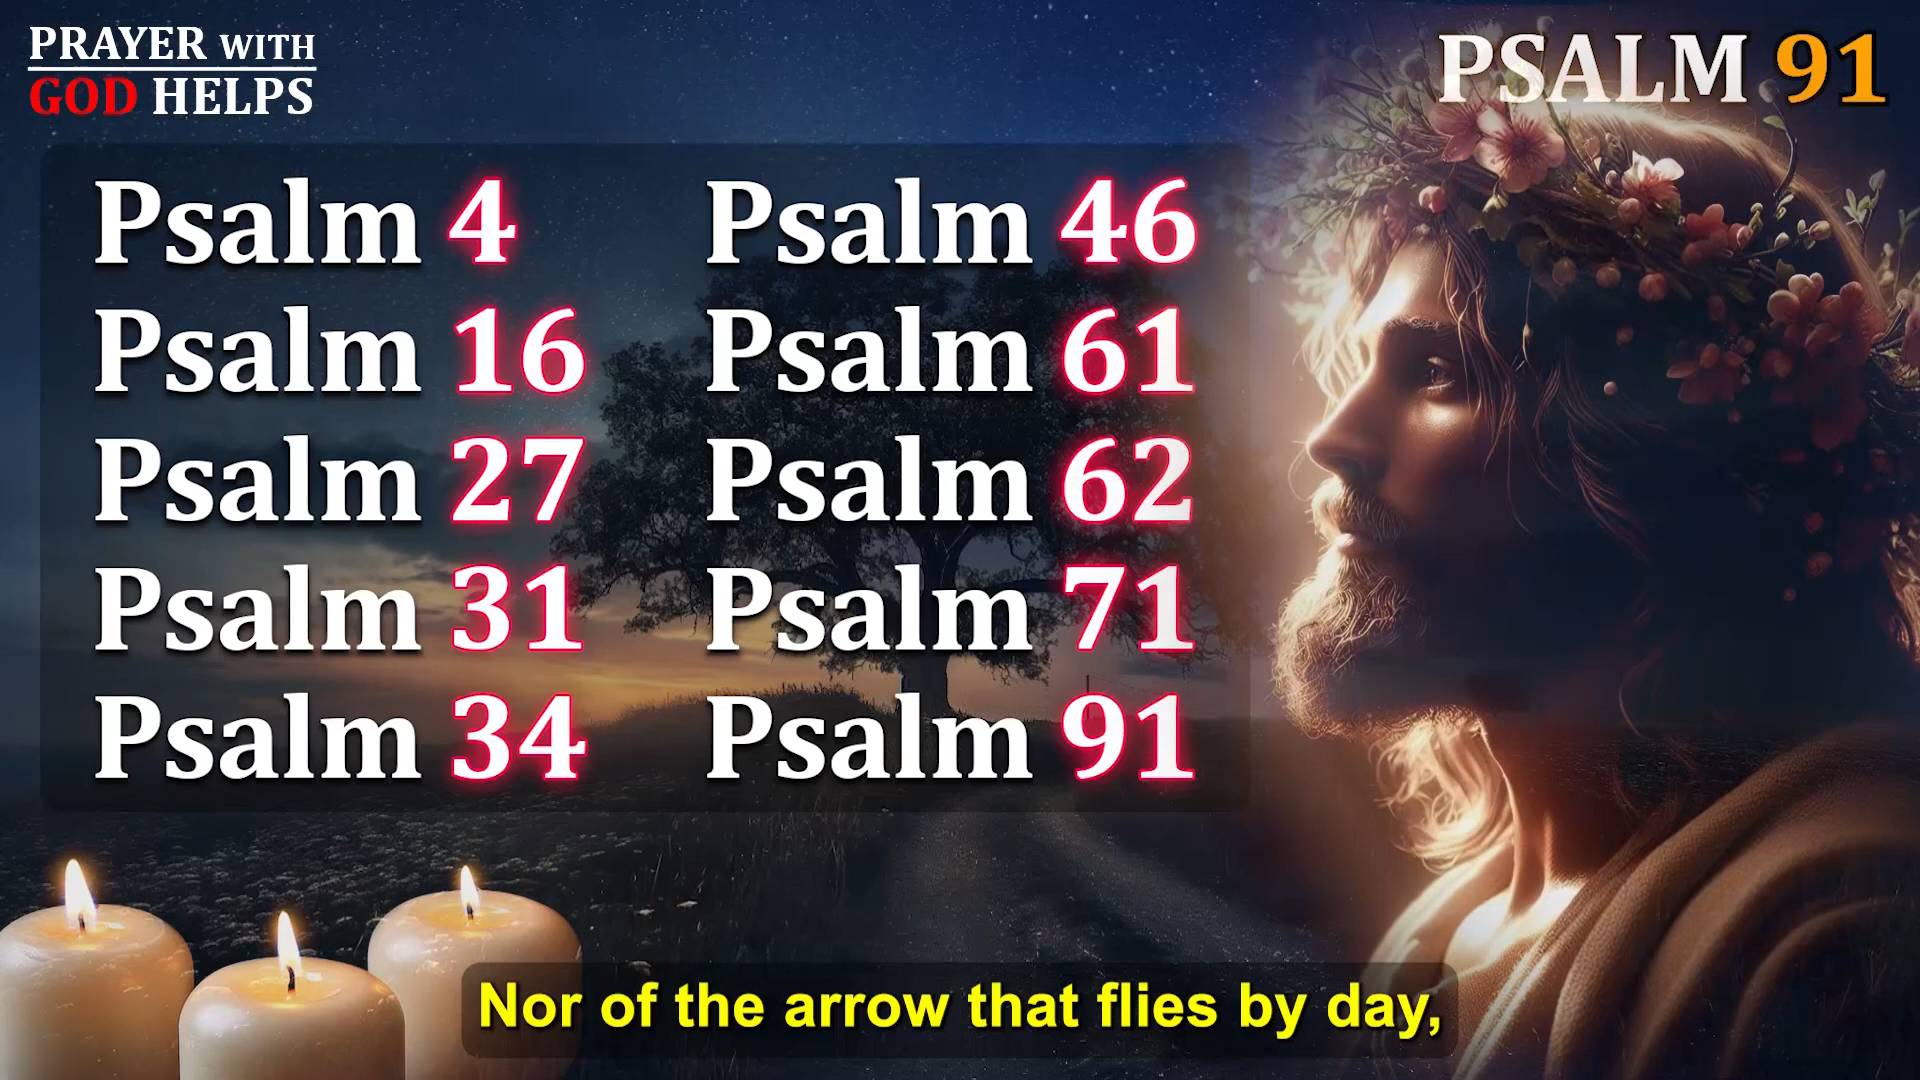 PRAYER WITH
GOD HELPS
PSALM 91
Psalm 4
Psalm 16
Psalm 27
Psalm 31
Psalm 34
Psalm 46
Psalm 61
Psalm 62
Psalm 71
Psalm 91
Nor of the arrow that flies by day,